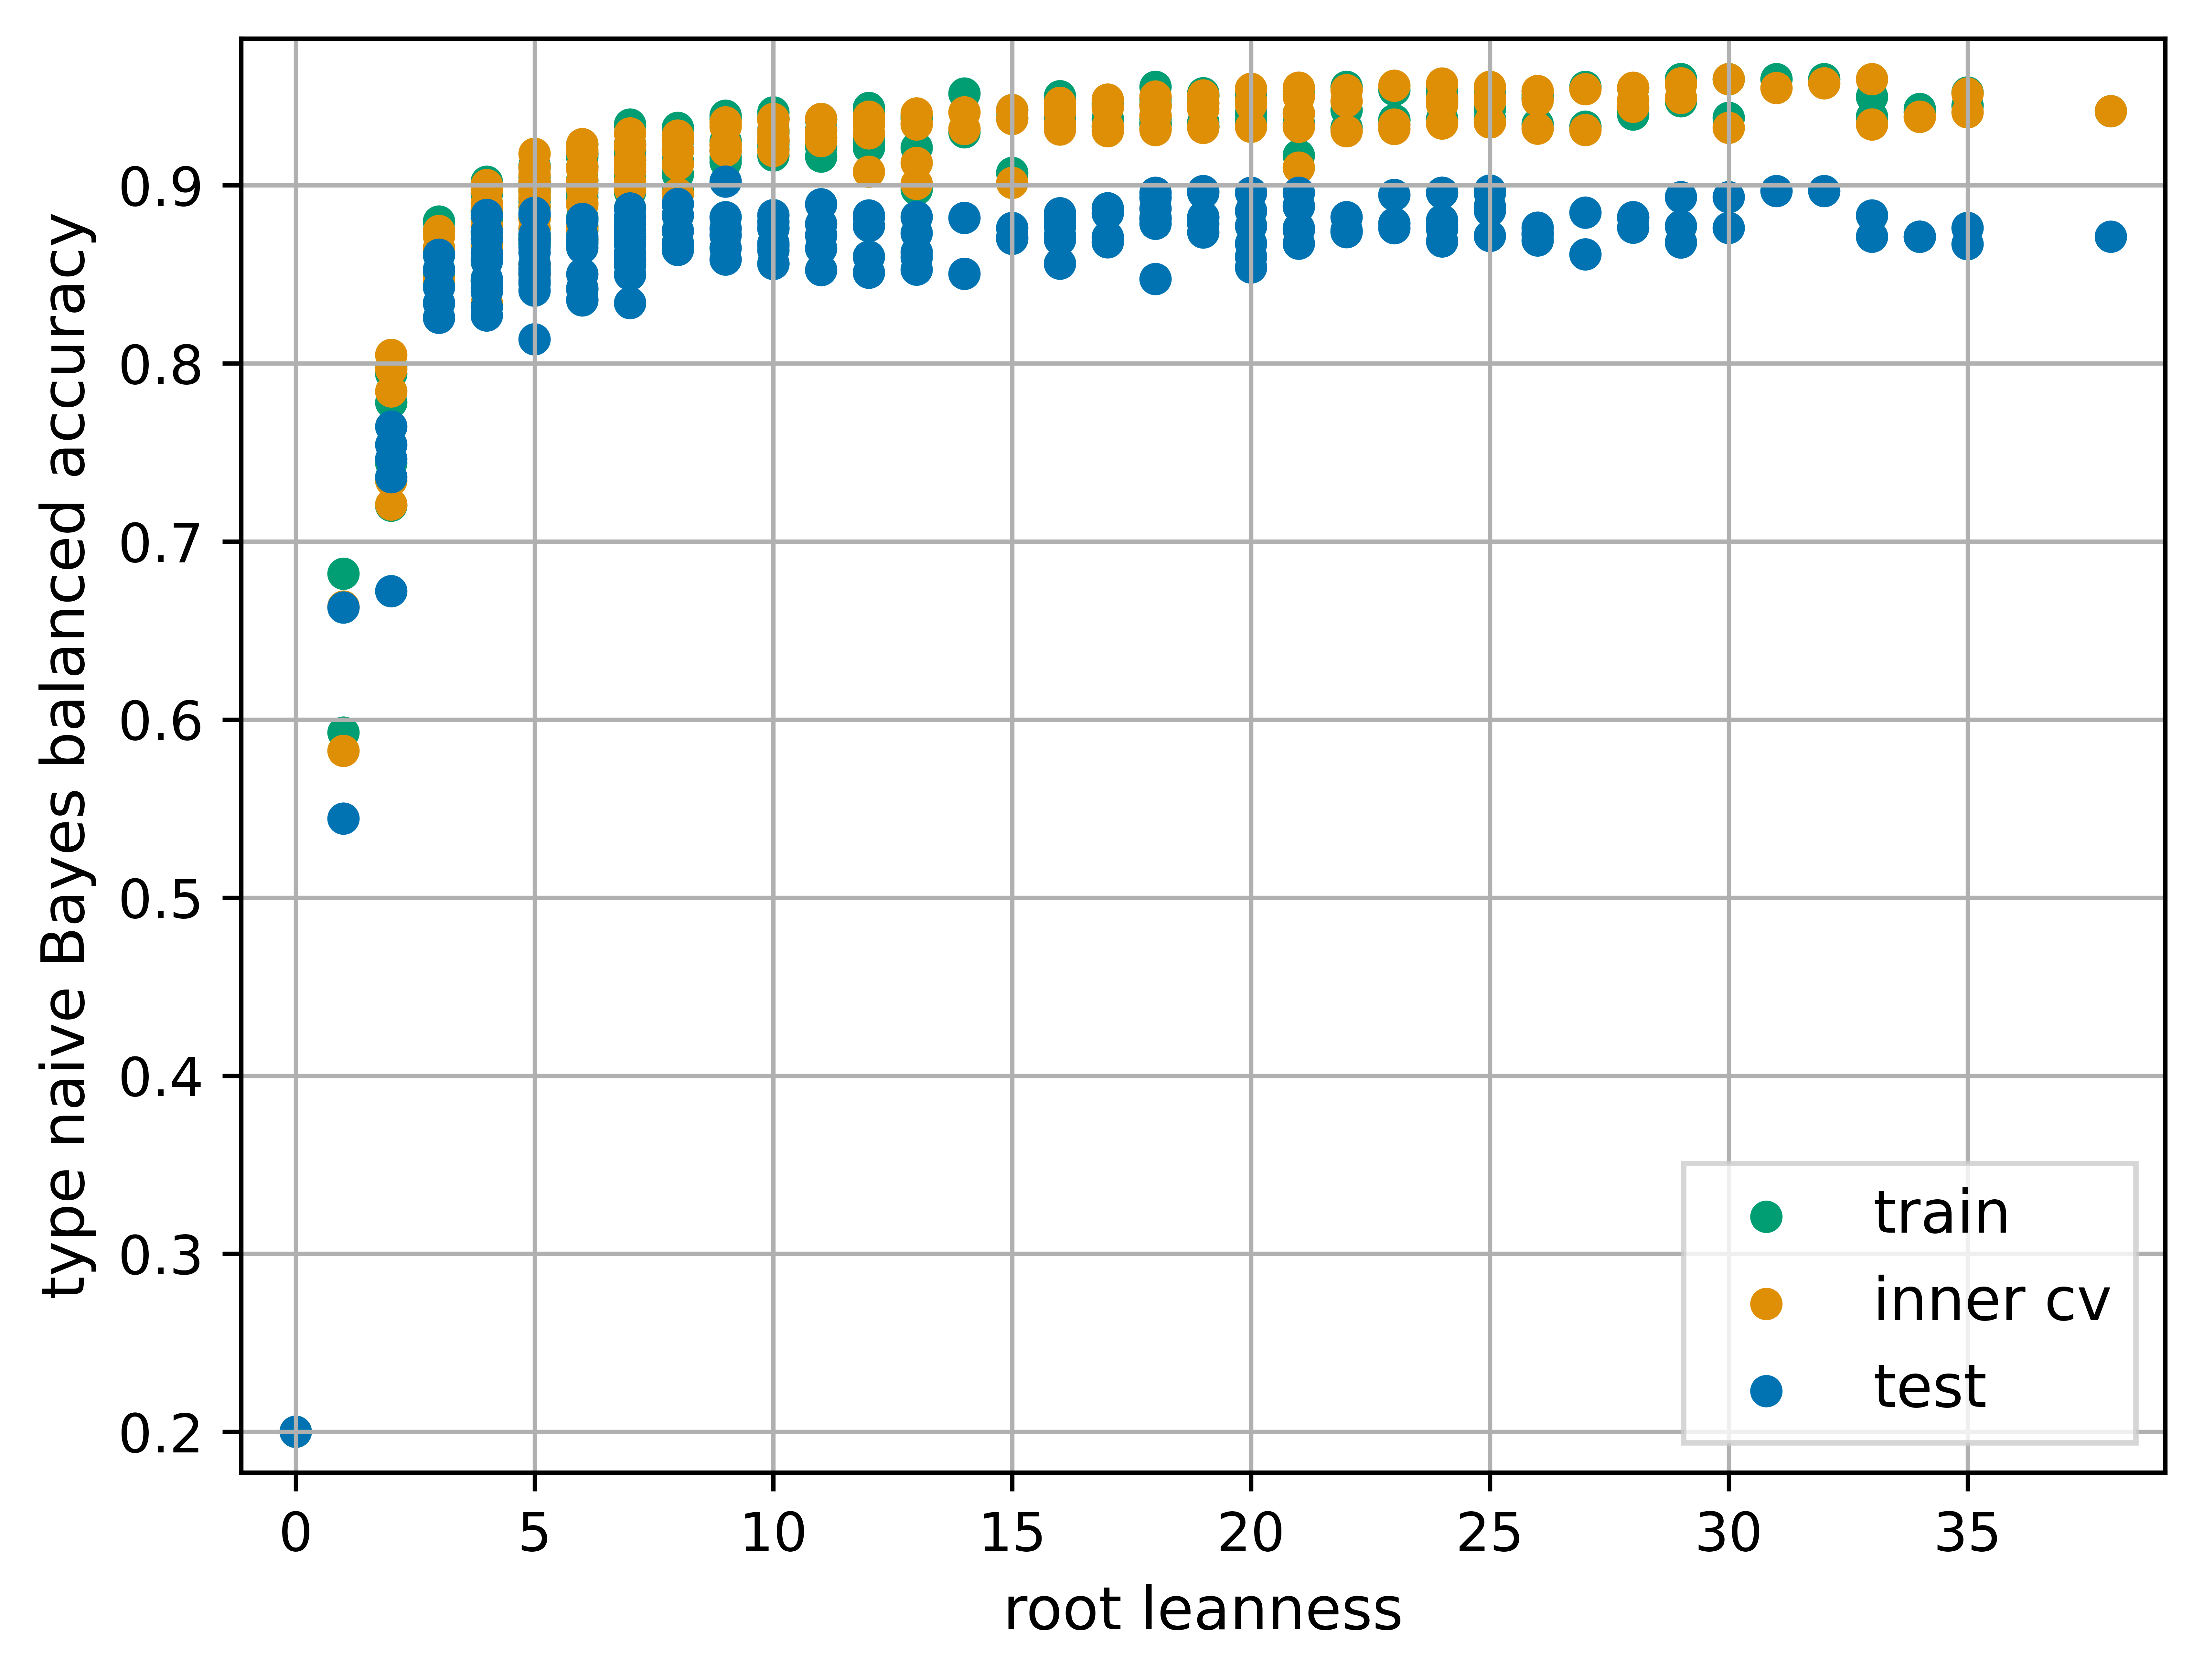 type naive Bayes balanced accuracy
0.9
0.8
0.7
0.6
0.5
0.4
0.3
0.2
train
inner cv
test
0 5 10 15 20 25 30 35
root leanness